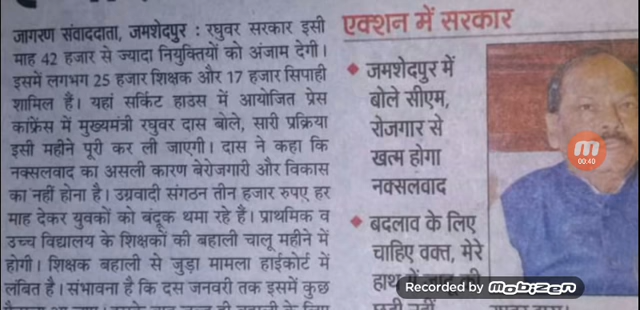 जागरण संवाददाता, जमशेदपुर : रघुवर सरकार इसी
माह 42 हजार से ज्यादा नियुक्तियों को अंजाम देगी।
इसमें लगभग 25 हजार शिक्षक और 17 हजार सिपाही
शामिल हैं। यहां सर्किट हाउस में आयोजित प्रेस
कांफ्रेंस में मुख्यमंत्री रघुवर दास बोले, सारी प्रक्रिया
इसी महीने पूरी कर ली जाएगी। दास ने कहा कि
नक्सलवाद का असली कारण बेरोजगारी और विकास
का नहीं होना है। उग्रवादी संगठन तीन हजार रुपए हर
माह देकर युवकों को बंदूक थमा रहे हैं। प्राथमिक व
उच्च विद्यालय के शिक्षकों की बहाली चालू महीने में
होगी। शिक्षक बहाली से जुड़ा मामला हाईकोर्ट में
लंबित है। संभावना है कि दस जनवरी तक इसमें कुछ
एक्शन में सरकार
जमशेदपुर में
बोले सीएम,
रोजगार से
खत्म होगा
नक्सलवाद
बदलाव के लिए
चाहिए वक्त, मेरे
हाथ में
00:40
Recorded by mobizen